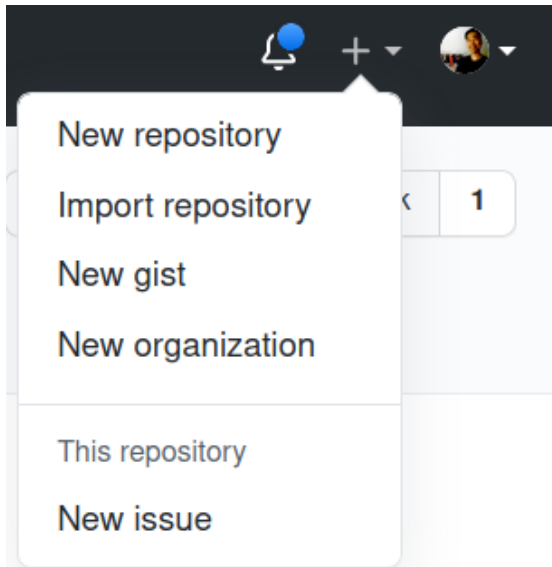 New repository
Import repository
k 1
New gist
New organization
This repository
New issue